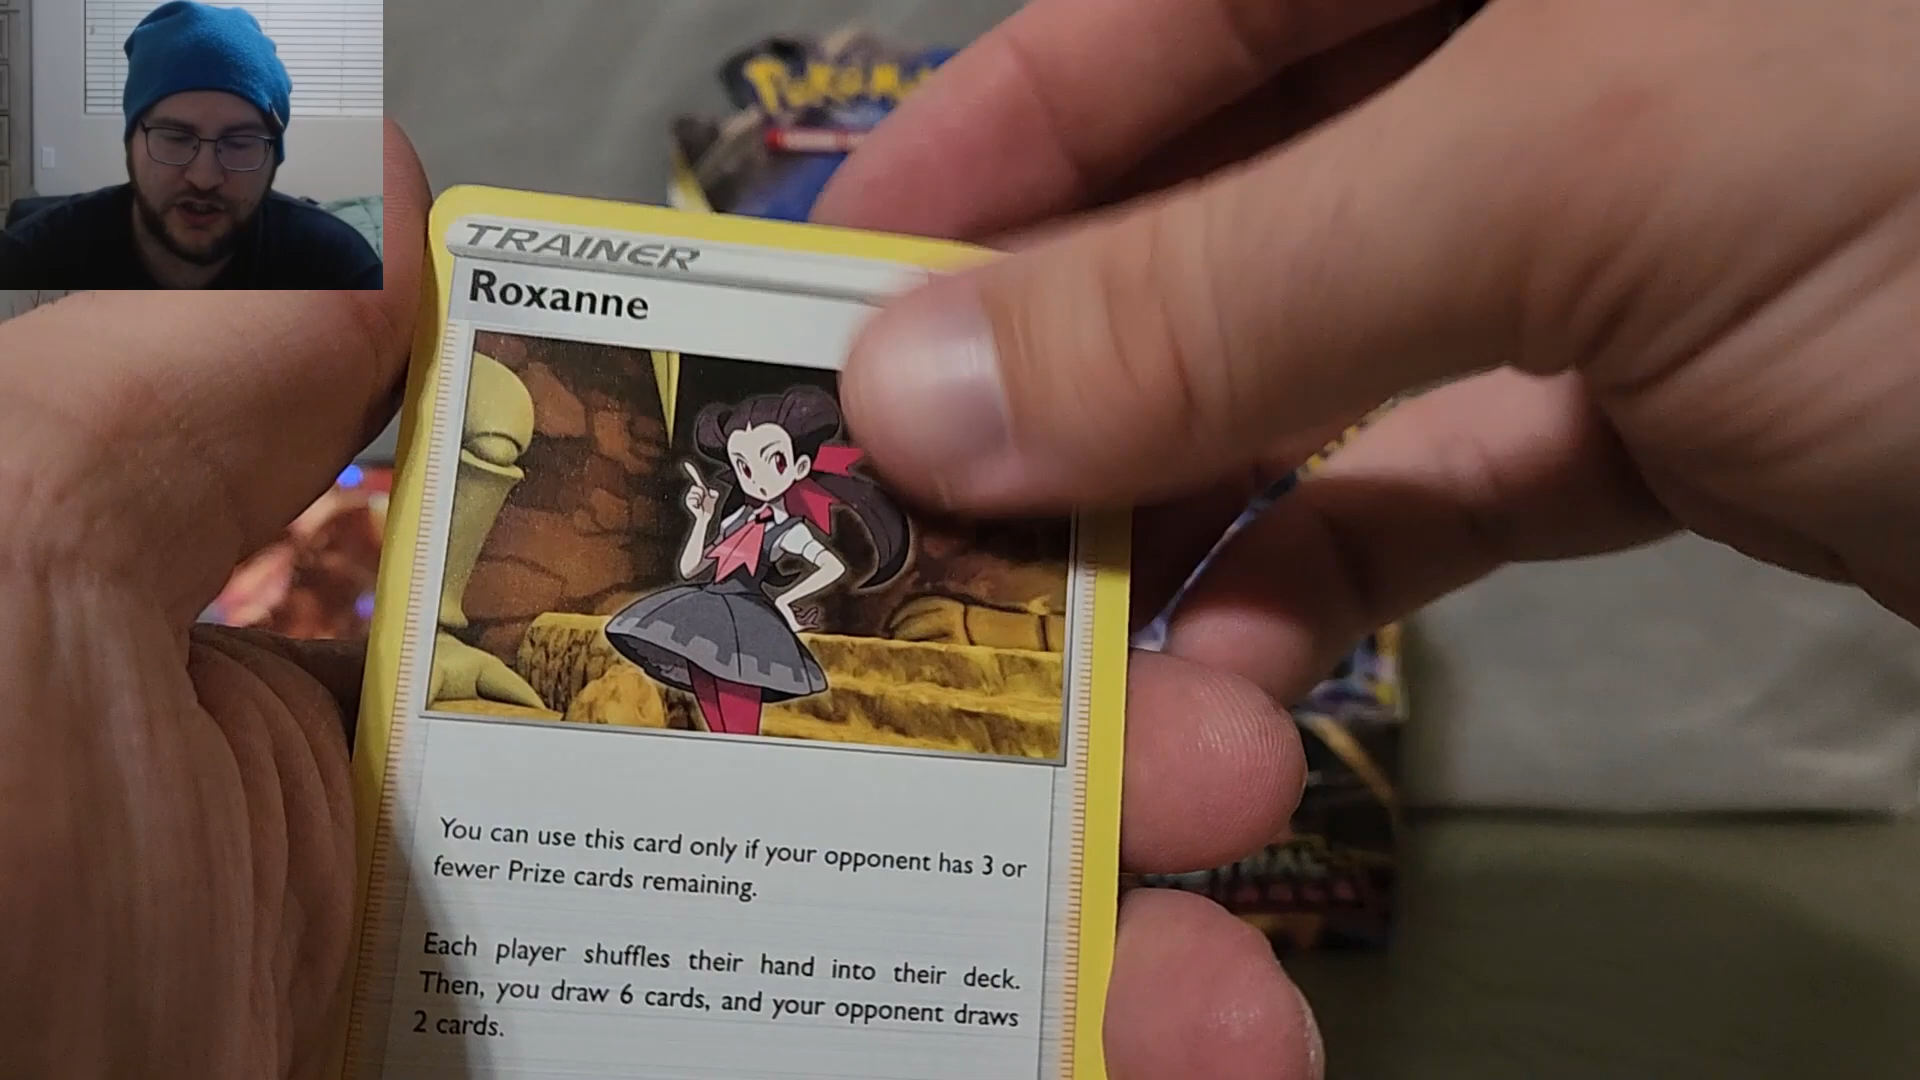 POKéMON
TRAINER
Roxanne
You can use this card only if your opponent has 3 or
fewer Prize cards remaining.
Each player shuffles their hand into their deck.
Then, you draw 6 cards, and your opponent draws
2 cards.